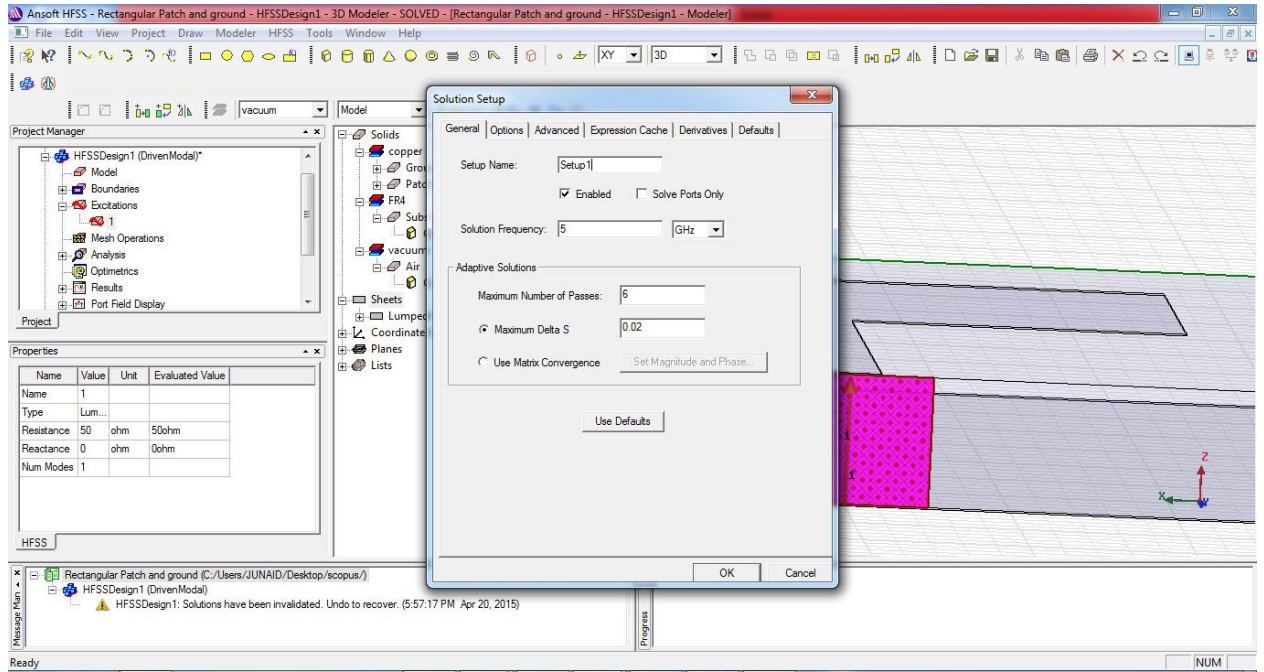 Ansoft HFSS - Rectangular Patch and ground - HFSSDesign1 - 3D Modeler - SOLVED - [Rectangular Patch and ground - HFSSDesign1 - Modeler]
File Edit View Project Draw Modeler HFSS Tools Window Help
XY 3D
vacuum Model
Project Manager
HFSSDesign1 (DrivenModal)*
Model
Boundaries
Excitations
1
Mesh Operations
Analysis
Optimetrics
Results
Port Field Display
Project
Properties
Name Value Unit Evaluated Value
Name 1
Type Lum...
Resistance 50 ohm 50ohm
Reactance 0 ohm 0ohm
Num Modes 1
HFSS
Solids
copper
FR4
vacuum
Air
Sheets
Planes
Lists
Solution Setup
General Options Advanced Expression Cache Derivatives Defaults
Setup Name: Setup1
Enabled Solve Ports Only
Solution Frequency: 5 GHz
Adaptive Solutions
Maximum Number of Passes: 6
Maximum Delta S 0.02
Use Matrix Convergence Set Magnitude and Phase...
Use Defaults
OK Cancel
1
1
Z
X
Message Man
Rectangular Patch and ground (C:/Users/JUNAID/Desktop/scopus/)
HFSSDesign1 (DrivenModal)
HFSSDesign1: Solutions have been invalidated. Undo to recover. (5:57:17 PM Apr 20, 2015)
Progress
Ready NUM